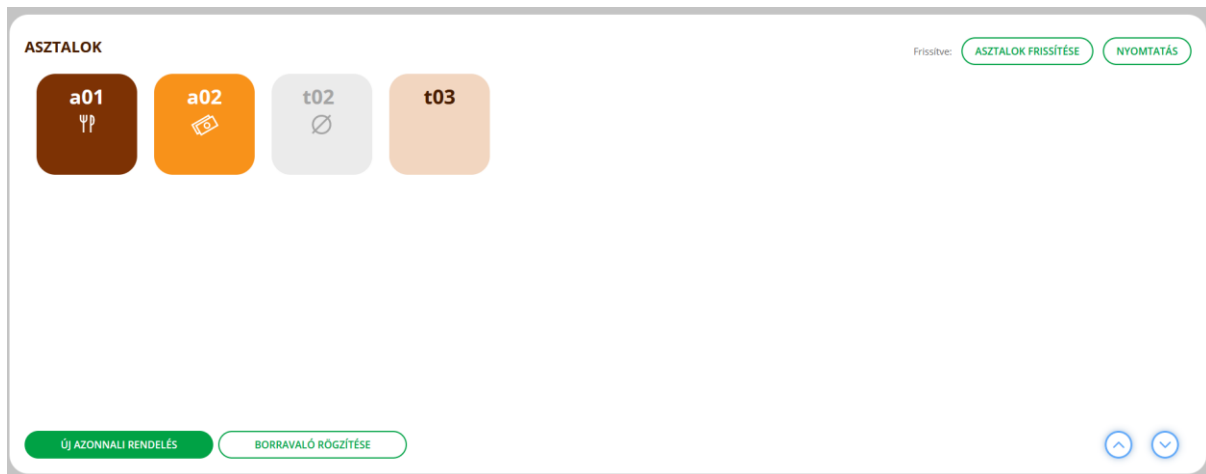 ASZTALOK
Frissítve: ASZTALOK FRISSÍTÉSE NYOMTATÁS
a01 a02 t02 t03
ÚJ AZONNALI RENDELÉS BORRAVALÓ RÖGZÍTÉSE